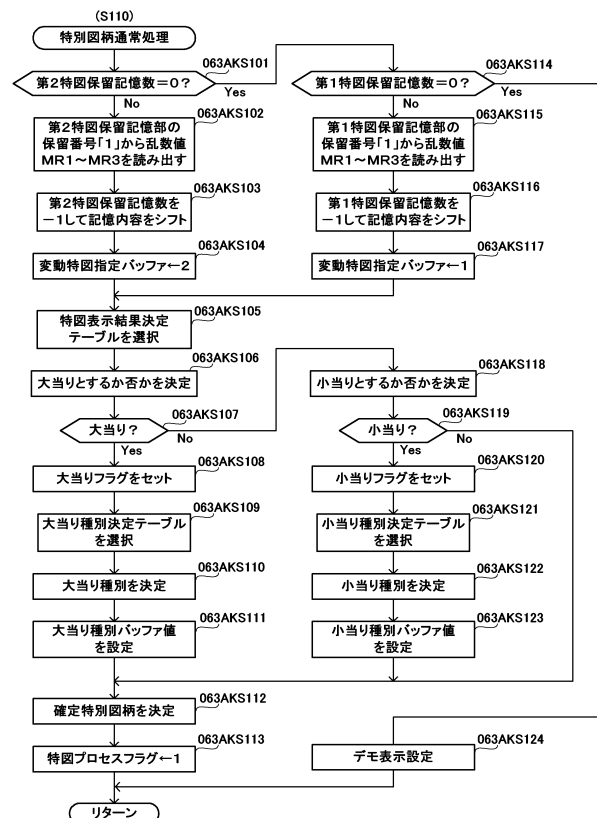 (S110)
特別図柄通常処理
063AKS101
第2特図保留記憶数＝0？
Yes
No
063AKS114
第1特図保留記憶数＝0？
Yes
No
063AKS102
第2特図保留記憶部の
保留番号「1」から乱数値
MR1～MR3を読み出す
063AKS115
第1特図保留記憶部の
保留番号「1」から乱数値
MR1～MR3を読み出す
063AKS103
第2特図保留記憶数を
－1して記憶内容をシフト
063AKS116
第1特図保留記憶数を
－1して記憶内容をシフト
063AKS104
変動特図指定バッファ←2
063AKS117
変動特図指定バッファ←1
063AKS105
特図表示結果決定
テーブルを選択
063AKS106
大当りとするか否かを決定
063AKS118
小当りとするか否かを決定
063AKS107
大当り？
No
Yes
063AKS119
小当り？
No
Yes
063AKS108
大当りフラグをセット
063AKS120
小当りフラグをセット
063AKS109
大当り種別決定テーブル
を選択
063AKS121
小当り種別決定テーブル
を選択
063AKS110
大当り種別を決定
063AKS122
小当り種別を決定
063AKS111
大当り種別バッファ値
を設定
063AKS123
小当り種別バッファ値
を設定
063AKS112
確定特別図柄を決定
063AKS113
特図プロセスフラグ←1
063AKS124
デモ表示設定
リターン